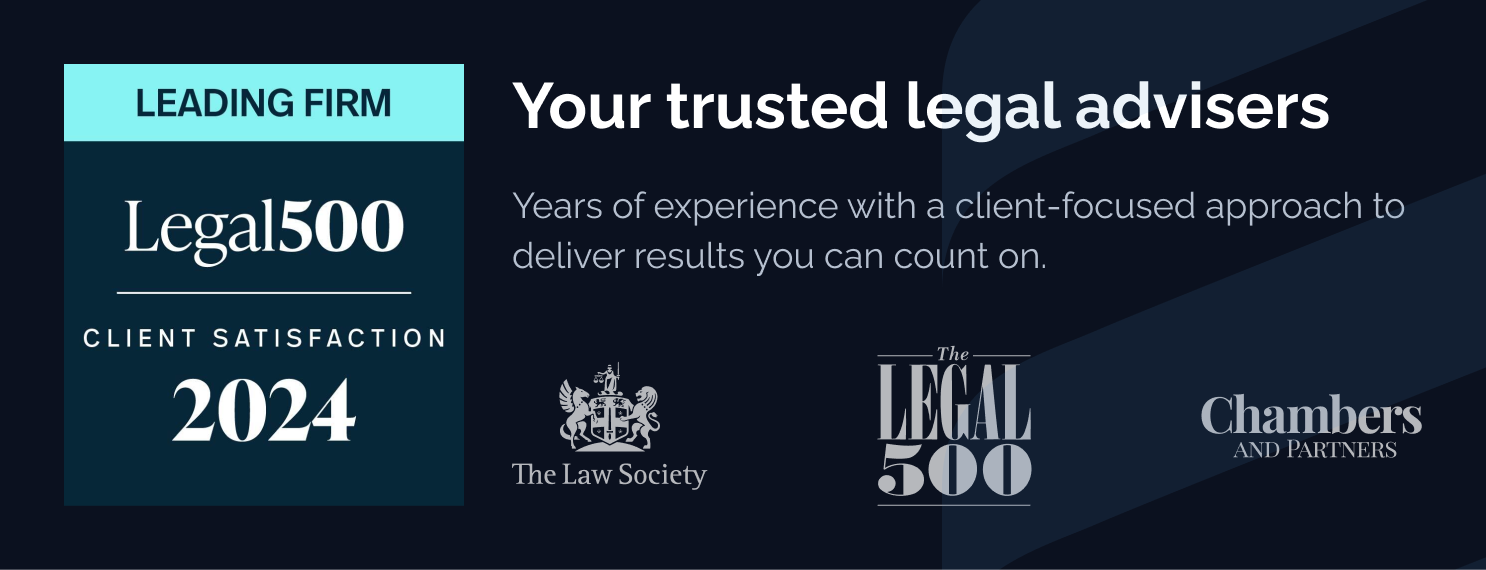 LEADING FIRM
Legal500
CLIENT SATISFACTION
2024
Your trusted legal advisers
Years of experience with a client-focused approach to
deliver results you can count on.
The Law Society
The
LEGAL
500
Chambers
AND PARTNERS